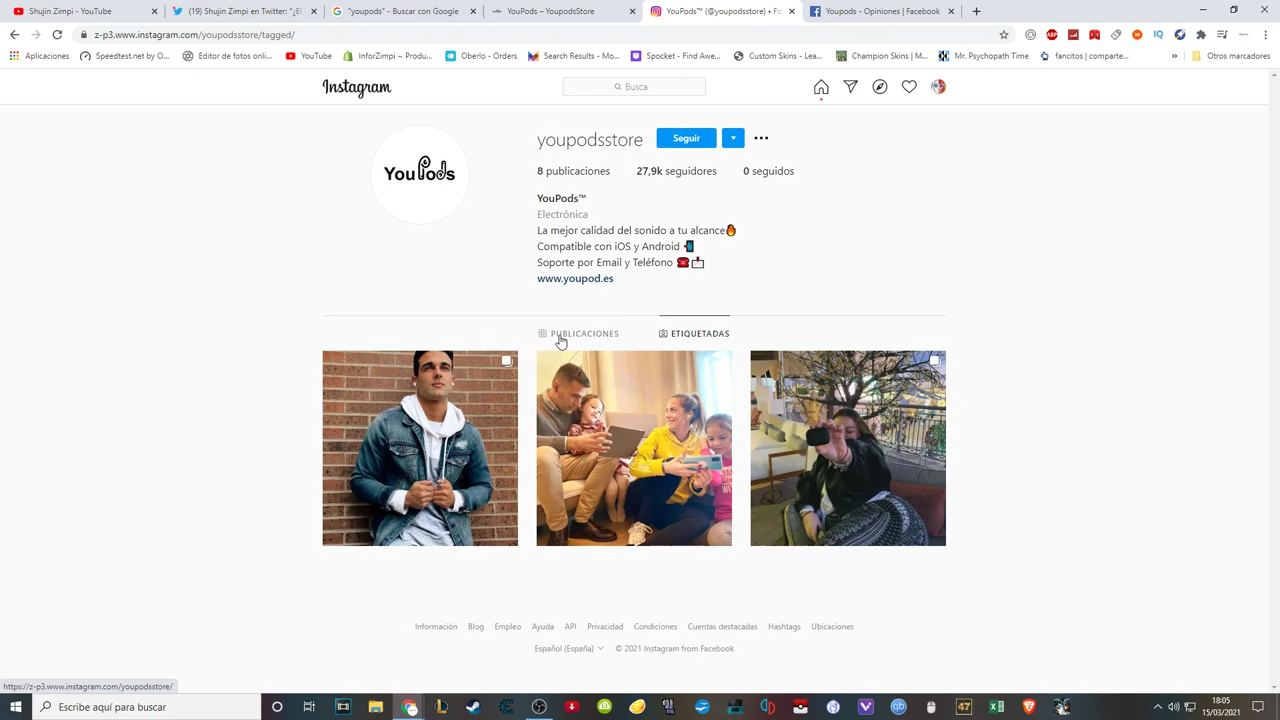 Shujin Zimpi - YouTube
(19) Shujin Zimpi en Twitter: "¿El
"youpods" - Buscar con Google
Shujin Zimpi - YouPodsStore
YouPods™ (@youpodsstore) • Fo
Youpods - Opiniones | Facebook
z-p3.www.instagram.com/youpodsstore/tagged/
Aplicaciones
Speedtest.net by O...
Editor de fotos onli...
YouTube
InforZimpi ~ Produ...
Oberlo - Orders
Search Results - Mo...
Spocket - Find Awe...
Custom Skins - Lea...
Champion Skins | M...
Mr. Psychopath Time
fancitos | comparte...
»
Otros marcadores
Instagram
Busca
youpodsstore
Seguir
8 publicaciones 27,9k seguidores 0 seguidos
YouPods
YouPods™
Electrónica
La mejor calidad del sonido a tu alcance🔥
Compatible con iOS y Android 📲
Soporte por Email y Teléfono ☎️📩
www.youpod.es
PUBLICACIONES
ETIQUETADAS
Información Blog Empleo Ayuda API Privacidad Condiciones Cuentas destacadas Hashtags Ubicaciones
Español (España) © 2021 Instagram from Facebook
https://z-p3.www.instagram.com/youpodsstore/
Escribe aquí para buscar
47
18:05
15/03/2021